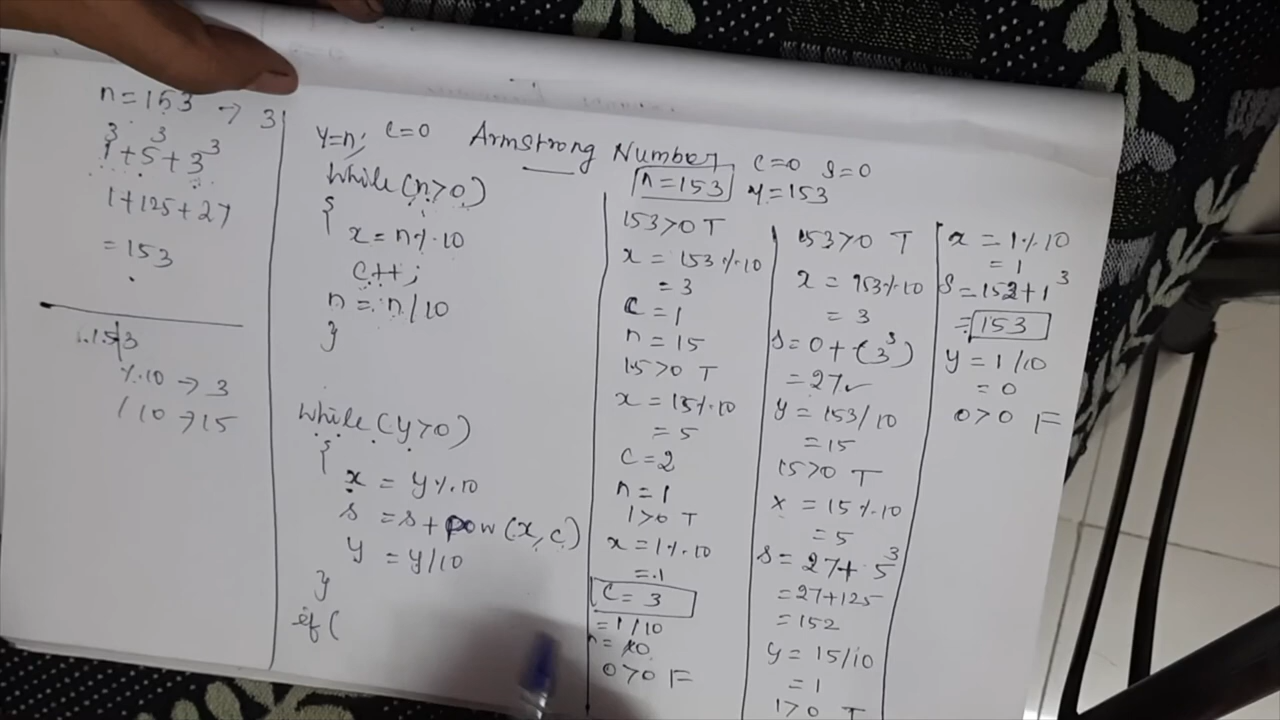 n=153 → 3
1³+5³+3³
1+125+27
=153
153
%10 → 3
/10 → 15
Armstrong Number
y=n; c=0
while(n>0)
{
x=n%10
c++;
n=n/10
}
while(y>0)
{
x = y%10
s = s+pow(x,c)
y = y/10
}
if(
c=0 s=0
n=153 y=153
153>0 T
x = 153%10
= 3
c=1
n=15
15>0 T
x = 15%10
= 5
c=2
n=1
1>0 T
x=1%10
=1
c=3
=1/10
n=0
0>0 F
153>0 T
x = 153%10
= 3
s=0+(3³)
=27
y = 153/10
=15
15>0 T
x = 15%10
=5
s=27+5³
=27+125
=152
y=15/10
=1
1>0 T
x = 1%10
=1
s=152+1³
=153
y=1/10
=0
0>0 F